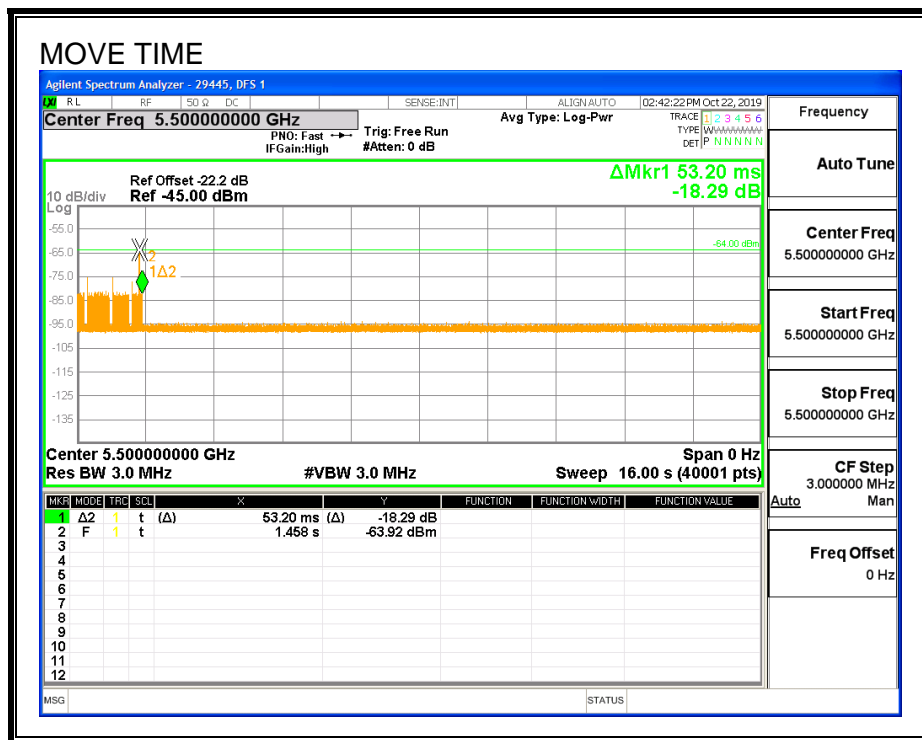 MOVE TIME
Agilent Spectrum Analyzer - 29445, DFS 1
LXI RL RF 50 Ω DC SENSE:INT ALIGN AUTO 02:42:22 PM Oct 22, 2019
Center Freq 5.500000000 GHz
PNO: Fast
IFGain:High
Trig: Free Run
#Atten: 0 dB
Avg Type: Log-Pwr
TRACE 1 2 3 4 5 6
TYPE WWWWWW
DET P N N N N N
Frequency
Auto Tune
ΔMkr1 53.20 ms
-18.29 dB
Ref Offset -22.2 dB
10 dB/div Ref -45.00 dBm
Log
-55.0
-64.00 dBm
-65.0
2
1Δ2
-75.0
-85.0
-95.0
-105
-115
-125
-135
Center 5.500000000 GHz Span 0 Hz
Res BW 3.0 MHz #VBW 3.0 MHz Sweep 16.00 s (40001 pts)
Center Freq
5.500000000 GHz
Start Freq
5.500000000 GHz
Stop Freq
5.500000000 GHz
CF Step
3.000000 MHz
Auto Man
Freq Offset
0 Hz
MKR MODE TRC SCL X Y FUNCTION FUNCTION WIDTH FUNCTION VALUE
1 Δ2 1 t (Δ) 53.20 ms (Δ) -18.29 dB
2 F 1 t 1.458 s -63.92 dBm
3
4
5
6
7
8
9
10
11
12
MSG STATUS